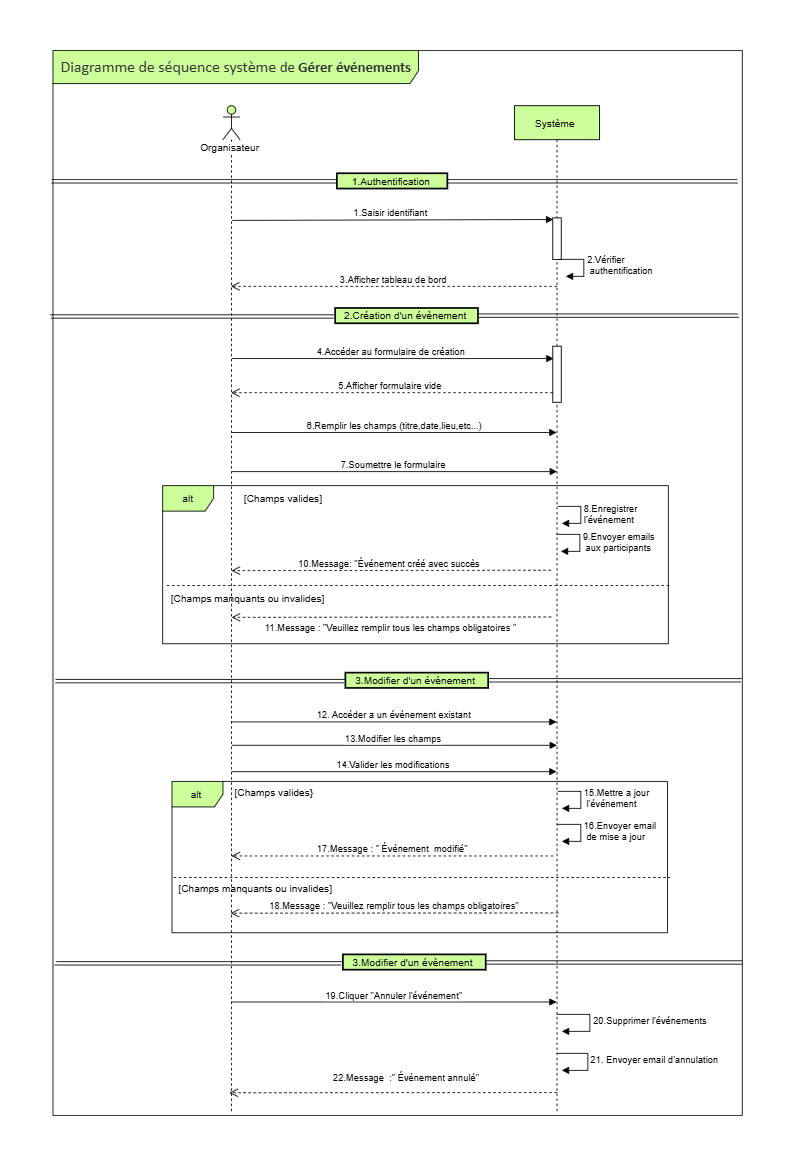 Diagramme de séquence système de Gérer événements
Organisateur
Système
1.Authentification
1.Saisir identifiant
2.Vérifier
authentification
3.Afficher tableau de bord
2.Création d'un évènement
4.Accéder au formulaire de création
5.Afficher formulaire vide
6.Remplir les champs (titre,date,lieu,etc...)
7.Soumettre le formulaire
alt
[Champs valides]
8.Enregistrer
l'événement
9.Envoyer emails
aux participants
10.Message: "Événement créé avec succès
[Champs manquants ou invalides]
11.Message : "Veuillez remplir tous les champs obligatoires "
3.Modifier d'un évènement
12. Accéder a un évènement existant
13.Modifier les champs
14.Valider les modifications
alt
[Champs valides}
15.Mettre a jour
l'événement
16.Envoyer email
de mise a jour
17.Message : " Événement  modifié"
[Champs manquants ou invalides]
18.Message : "Veuillez remplir tous les champs obligatoires"
3.Modifier d'un évènement
19.Cliquer "Annuler l'événement"
20.Supprimer l'événements
21. Envoyer email d'annulation
22.Message  :" Événement annulé"